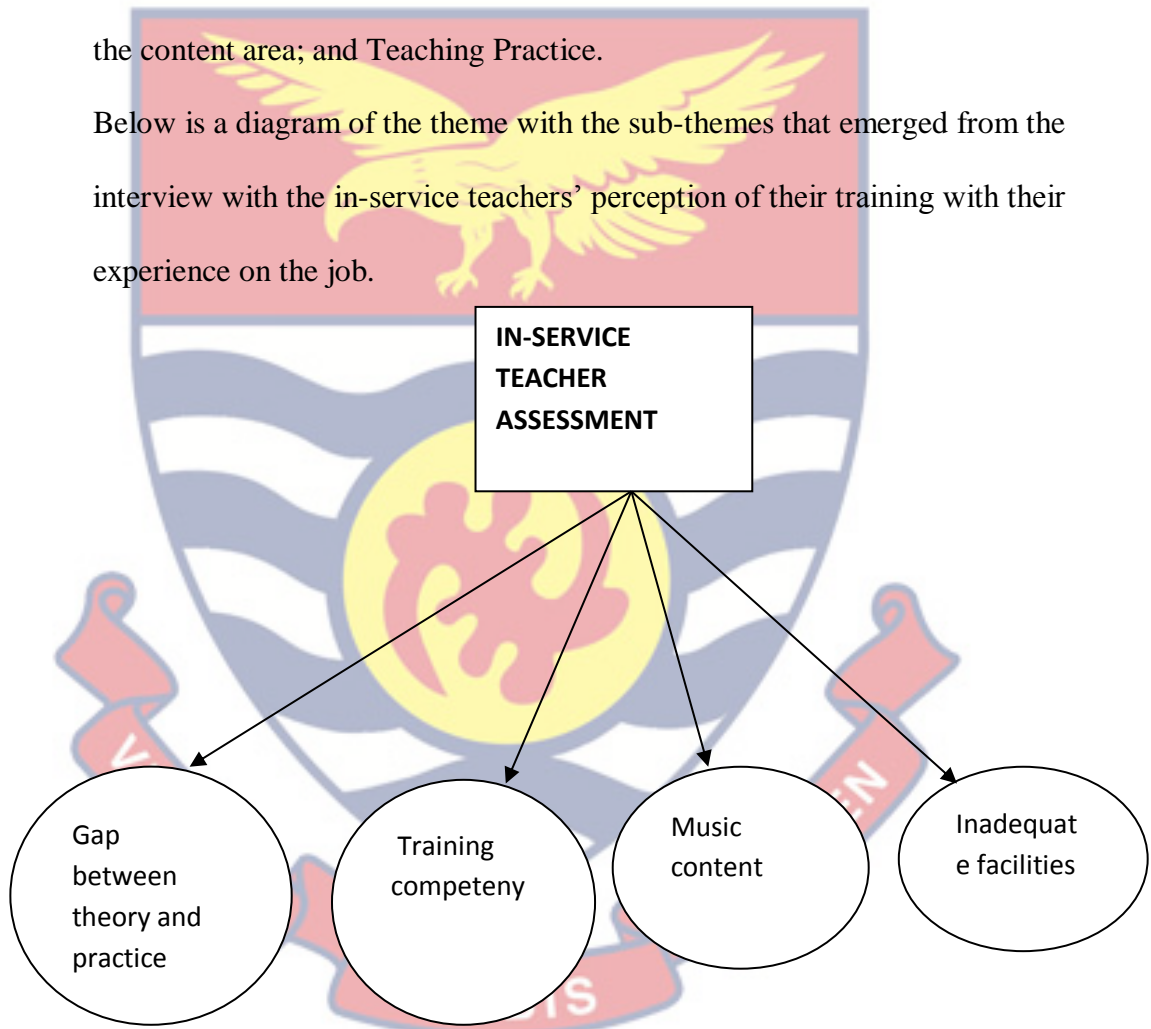 the content area; and Teaching Practice.
Below is a diagram of the theme with the sub-themes that emerged from the
interview with the in-service teachers’ perception of their training with their
experience on the job.
IN-SERVICE
TEACHER
ASSESSMENT
Gap
between
theory and
practice
Training
competeny
Music
content
Inadequat
e facilities